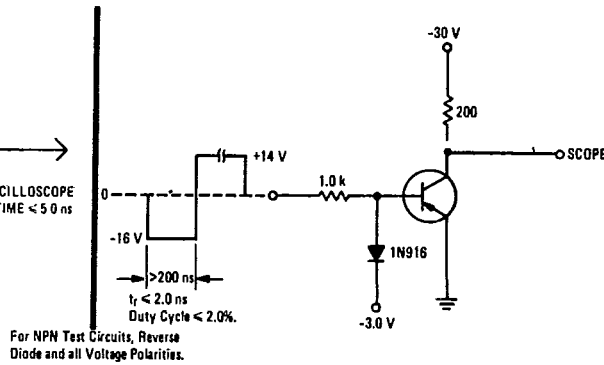 -30 V
200
SCOPE
+14 V
CILLOSCOPE
TIME ≤ 5 0 ns
0
1.0 k
-16 V
1N916
>200 ns
tr ≤ 2.0 ns
Duty Cycle ≤ 2.0%.
-3.0 V
For NPN Test Circuits, Reverse
Diode and all Voltage Polarities.